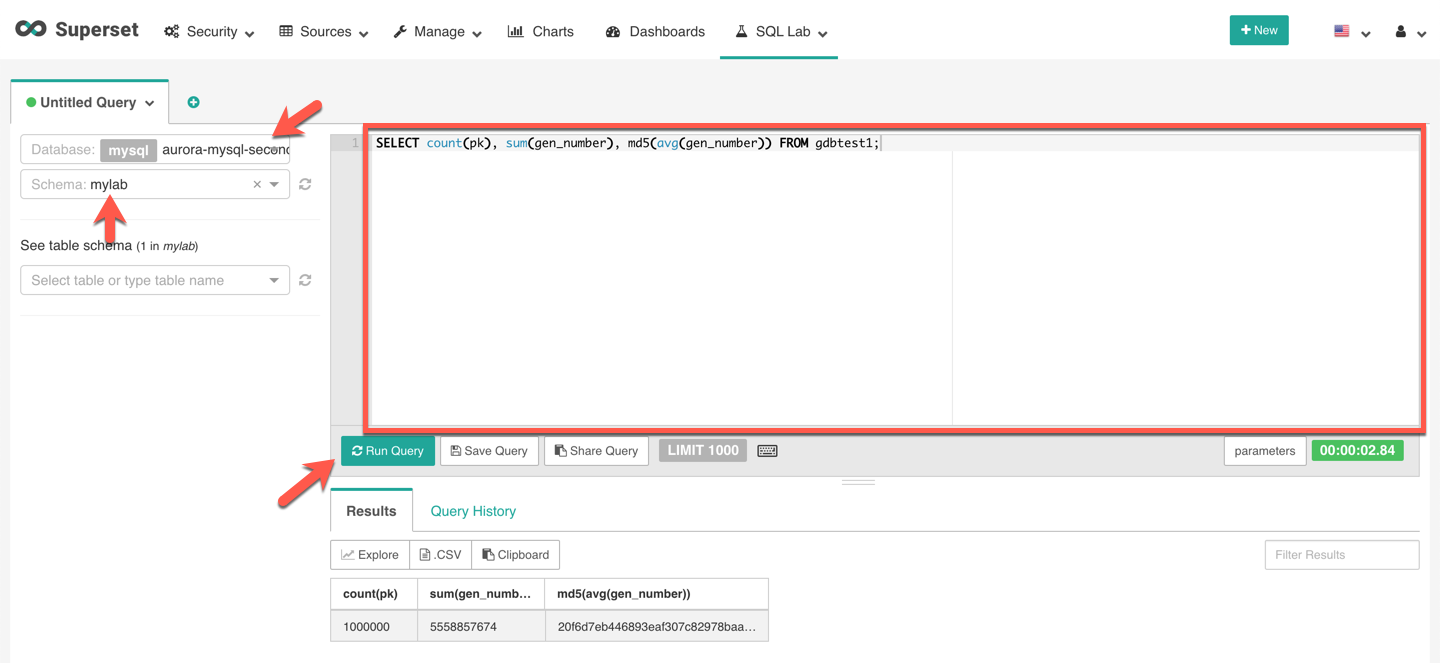 Superset Security Sources Manage Charts Dashboards SQL Lab + New
Untitled Query
Database: mysql aurora-mysql-secon
Schema: mylab ×
See table schema (1 in mylab)
Select table or type table name
1 SELECT count(pk), sum(gen_number), md5(avg(gen_number)) FROM gdbtest1;
Run Query Save Query Share Query LIMIT 1000 parameters 00:00:02.84
Results Query History
Explore .CSV Clipboard Filter Results
count(pk) sum(gen_numb... md5(avg(gen_number))
1000000 5558857674 20f6d7eb446893eaf307c82978baa...